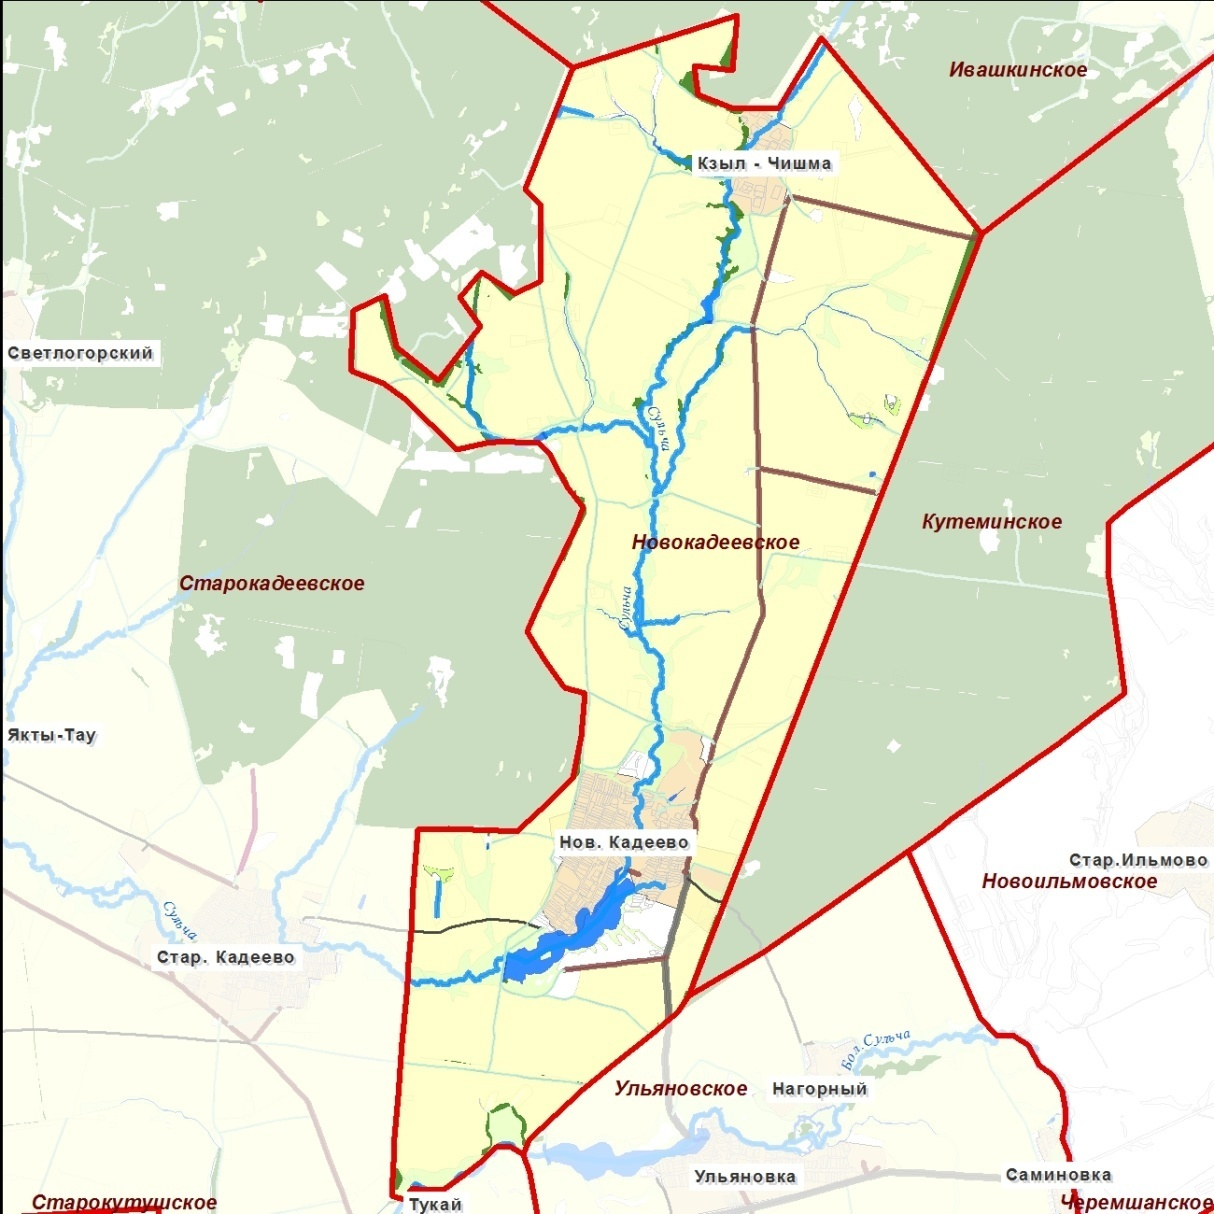 Ивашкинское
Кзыл - Чишма
Светлогорский
Сульча
Кутеминское
Новокадеевское
Старокадеевское
Сульча
Якты-Тау
Нов. Кадеево
Стар.Ильмово
Новоильмовское
Сульча
Стар. Кадеево
Бол.Сульча
Ульяновское
Нагорный
Ульяновка
Саминовка
Старокутушское
Тукай
Черемшанское